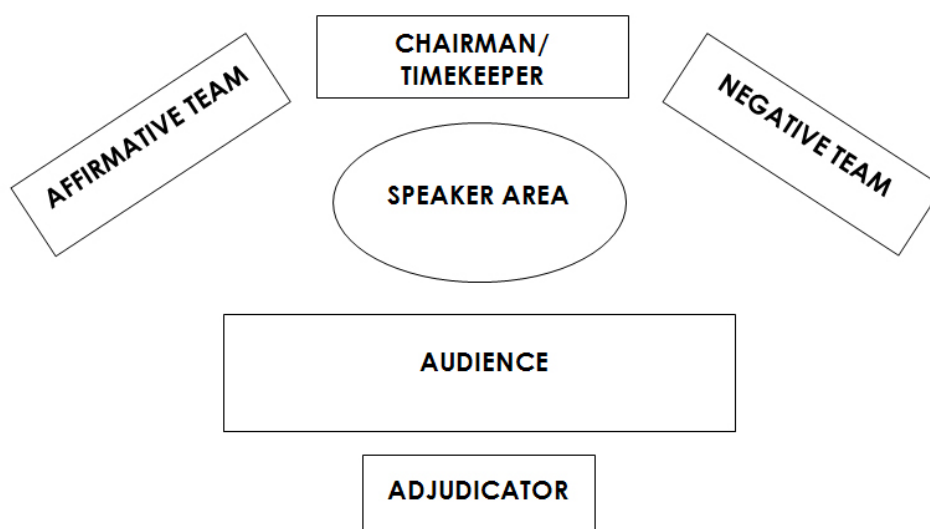 CHAIRMAN/
TIMEKEEPER
AFFIRMATIVE TEAM
NEGATIVE TEAM
SPEAKER AREA
AUDIENCE
ADJUDICATOR